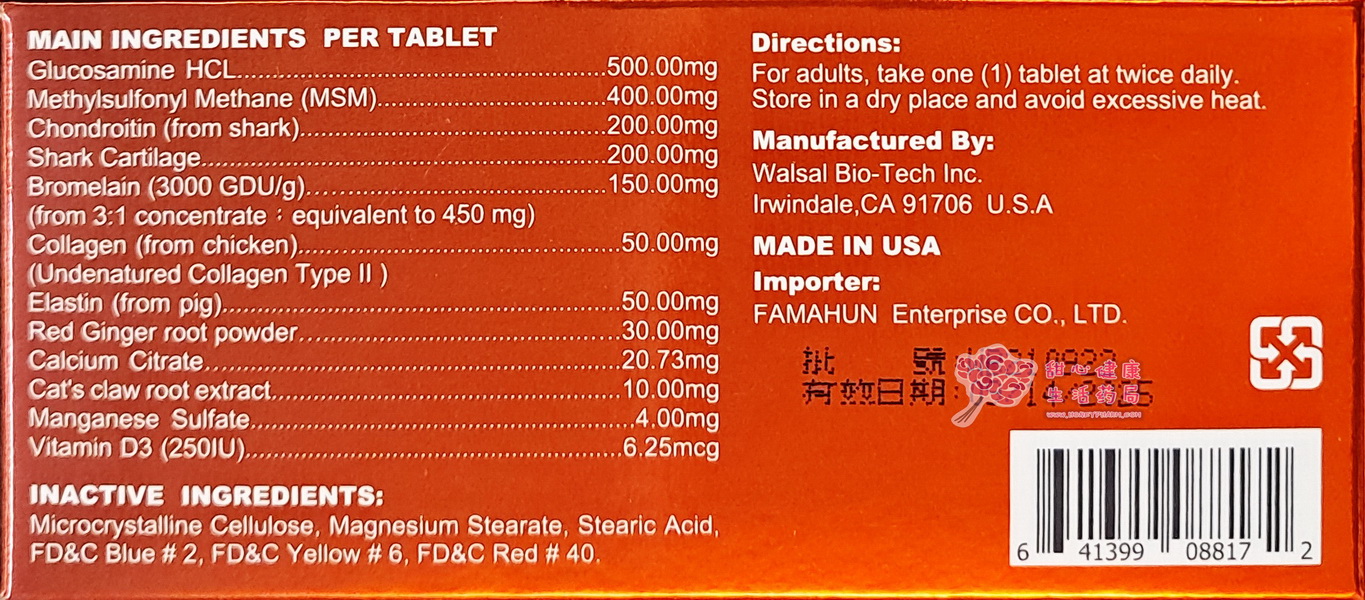 MAIN INGREDIENTS PER TABLET
Glucosamine HCL..........500.00mg
Methylsulfonyl Methane (MSM)..........400.00mg
Chondroitin (from shark)..........200.00mg
Shark Cartilage..........200.00mg
Bromelain (3000 GDU/g)..........150.00mg
(from 3:1 concentrate ; equivalent to 450 mg)
Collagen (from chicken)..........50.00mg
(Undenatured Collagen Type II )
Elastin (from pig)..........50.00mg
Red Ginger root powder..........30.00mg
Calcium Citrate..........20.73mg
Cat's claw root extract..........10.00mg
Manganese Sulfate..........4.00mg
Vitamin D3 (250IU)..........6.25mcg
INACTIVE INGREDIENTS:
Microcrystalline Cellulose, Magnesium Stearate, Stearic Acid,
FD&C Blue # 2, FD&C Yellow # 6, FD&C Red # 40.
Directions:
For adults, take one (1) tablet at twice daily.
Store in a dry place and avoid excessive heat.
Manufactured By:
Walsal Bio-Tech Inc.
Irwindale,CA 91706 U.S.A
MADE IN USA
Importer:
FAMAHUN Enterprise CO., LTD.
批 號:
有效日期:
甜心健康
生活药局
www.honeypharm.com
6 41399 08817 2